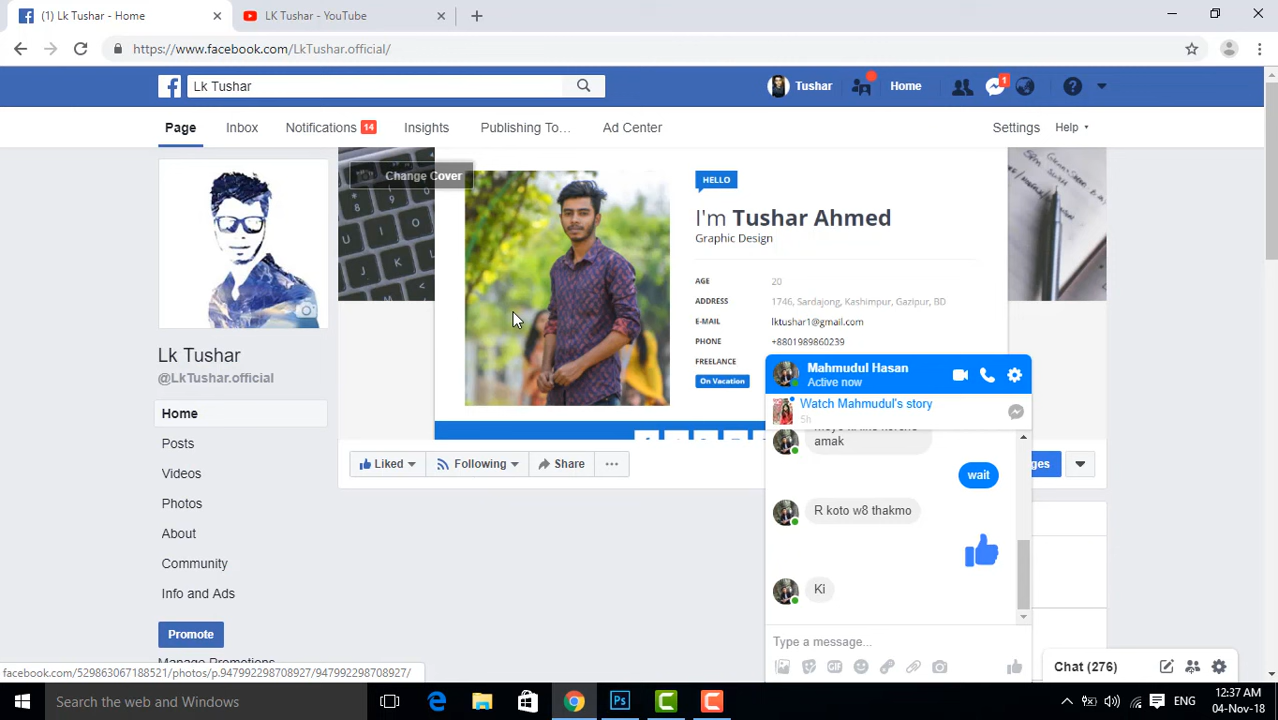 (1) Lk Tushar - Home
LK Tushar - YouTube
https://www.facebook.com/LkTushar.official/
Lk Tushar
Tushar
Home
1
Page
Inbox
Notifications 14
Insights
Publishing To…
Ad Center
Settings
Help
Change Cover
HELLO
I'm Tushar Ahmed
Graphic Design
AGE 20
ADDRESS 1746, Sardajong, Kashimpur, Gazipur, BD
E-MAIL lktushar1@gmail.com
PHONE +8801989860239
FREELANCE
On Vacation
Lk Tushar
@LkTushar.official
Home
Posts
Videos
Photos
About
Community
Info and Ads
Promote
Manage Promotions
Liked
Following
Share
Mahmudul Hasan
Active now
Watch Mahmudul's story
5h
amak
wait
R koto w8 thakmo
Ki
Type a message...
GIF
Chat (276)
facebook.com/529863067188521/photos/p.947992298708927/947992298708927/
Search the web and Windows
Ps
ENG
12:37 AM
04-Nov-18